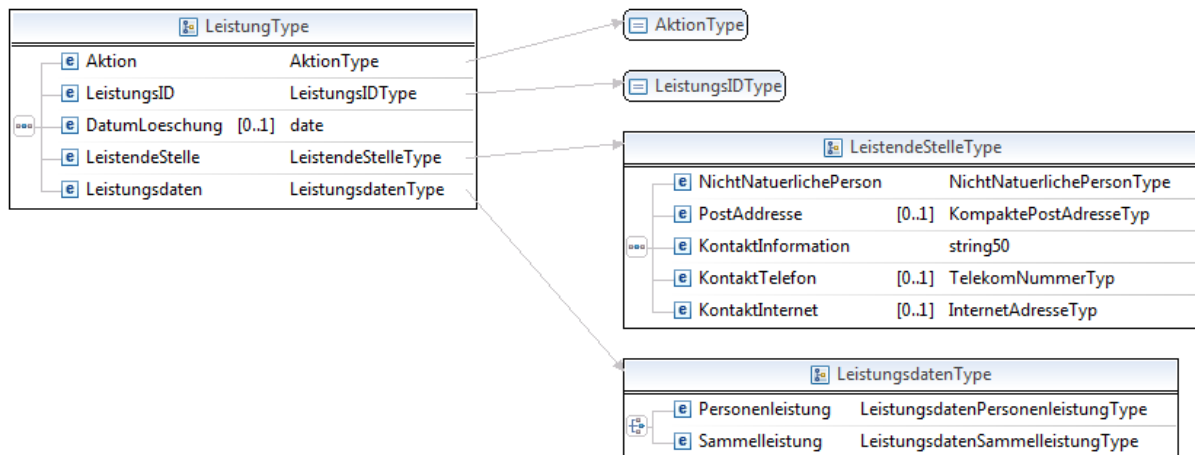 LeistungType
Aktion AktionType
LeistungsID LeistungsIDType
DatumLoeschung [0..1] date
LeistendeStelle LeistendeStelleType
Leistungsdaten LeistungsdatenType
AktionType
LeistungsIDType
LeistendeStelleType
NichtNatuerlichePerson NichtNatuerlichePersonType
PostAddresse [0..1] KompaktePostAdresseTyp
KontaktInformation string50
KontaktTelefon [0..1] TelekomNummerTyp
KontaktInternet [0..1] InternetAdresseTyp
LeistungsdatenType
Personenleistung LeistungsdatenPersonenleistungType
Sammelleistung LeistungsdatenSammelleistungType